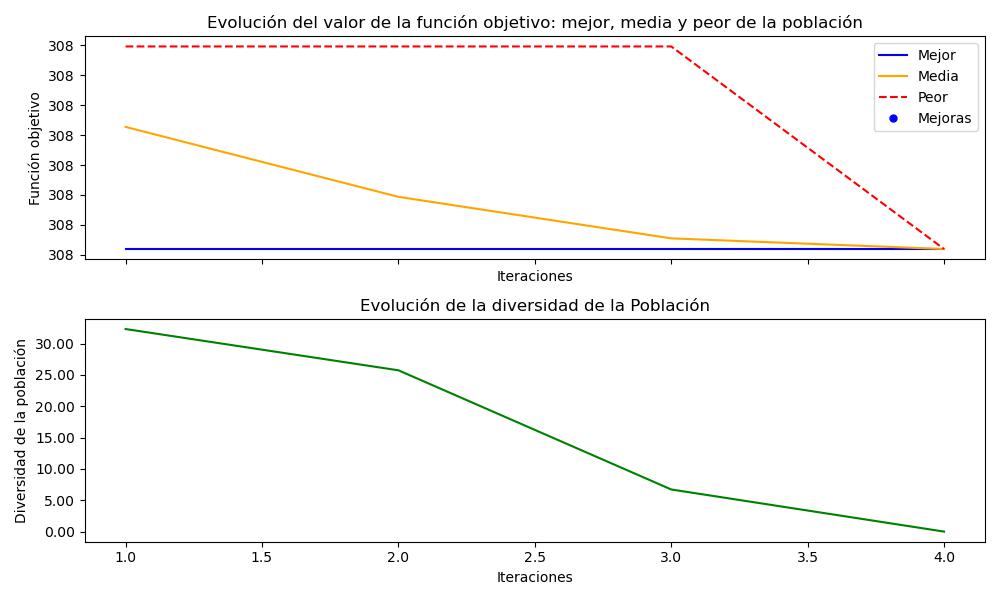 Evolución del valor de la función objetivo: mejor, media y peor de la población
308
308
308
308
308
308
308
308
Función objetivo
Mejor
Media
Peor
Mejoras
Iteraciones
Evolución de la diversidad de la Población
30.00
25.00
20.00
15.00
10.00
5.00
0.00
Diversidad de la población
1.0 1.5 2.0 2.5 3.0 3.5 4.0
Iteraciones